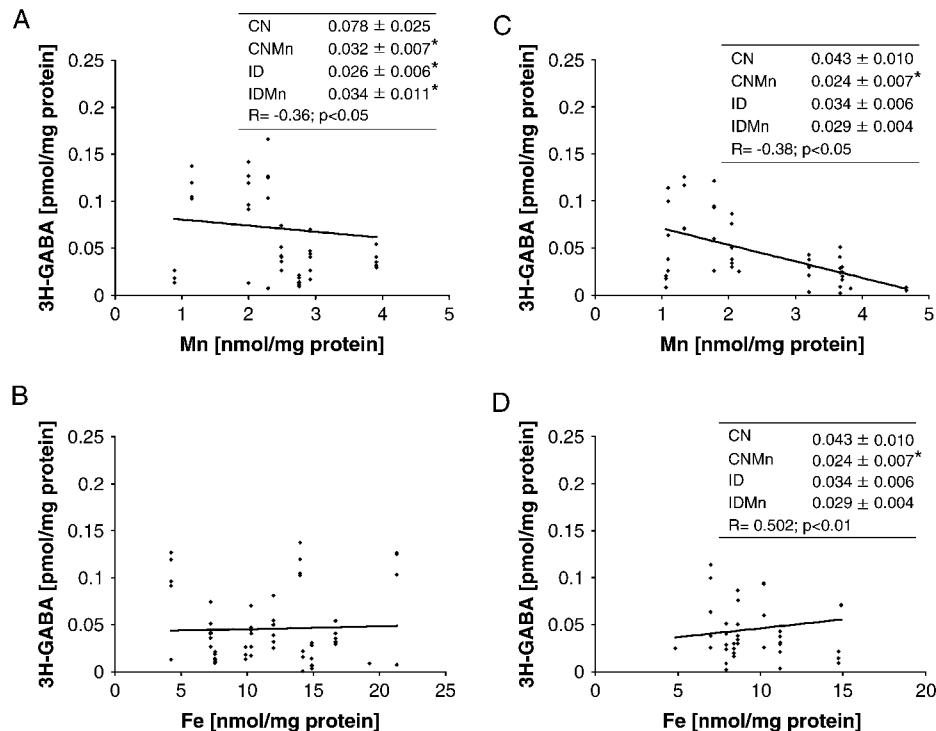 A
CN 0.078 ± 0.025
CNMn 0.032 ± 0.007*
ID 0.026 ± 0.006*
IDMn 0.034 ± 0.011*
R= -0.36; p<0.05
3H-GABA [pmol/mg protein]
0.25
0.2
0.15
0.1
0.05
0
0 1 2 3 4 5
Mn [nmol/mg protein]
C
CN 0.043 ± 0.010
CNMn 0.024 ± 0.007*
ID 0.034 ± 0.006
IDMn 0.029 ± 0.004
R= -0.38; p<0.05
3H-GABA [pmol/mg protein]
0.25
0.2
0.15
0.1
0.05
0
0 1 2 3 4 5
Mn [nmol/mg protein]
B
3H-GABA [pmol/mg protein]
0.25
0.2
0.15
0.1
0.05
0
0 5 10 15 20 25
Fe [nmol/mg protein]
D
CN 0.043 ± 0.010
CNMn 0.024 ± 0.007*
ID 0.034 ± 0.006
IDMn 0.029 ± 0.004
R= 0.502; p<0.01
3H-GABA [pmol/mg protein]
0.25
0.2
0.15
0.1
0.05
0
0 5 10 15 20
Fe [nmol/mg protein]